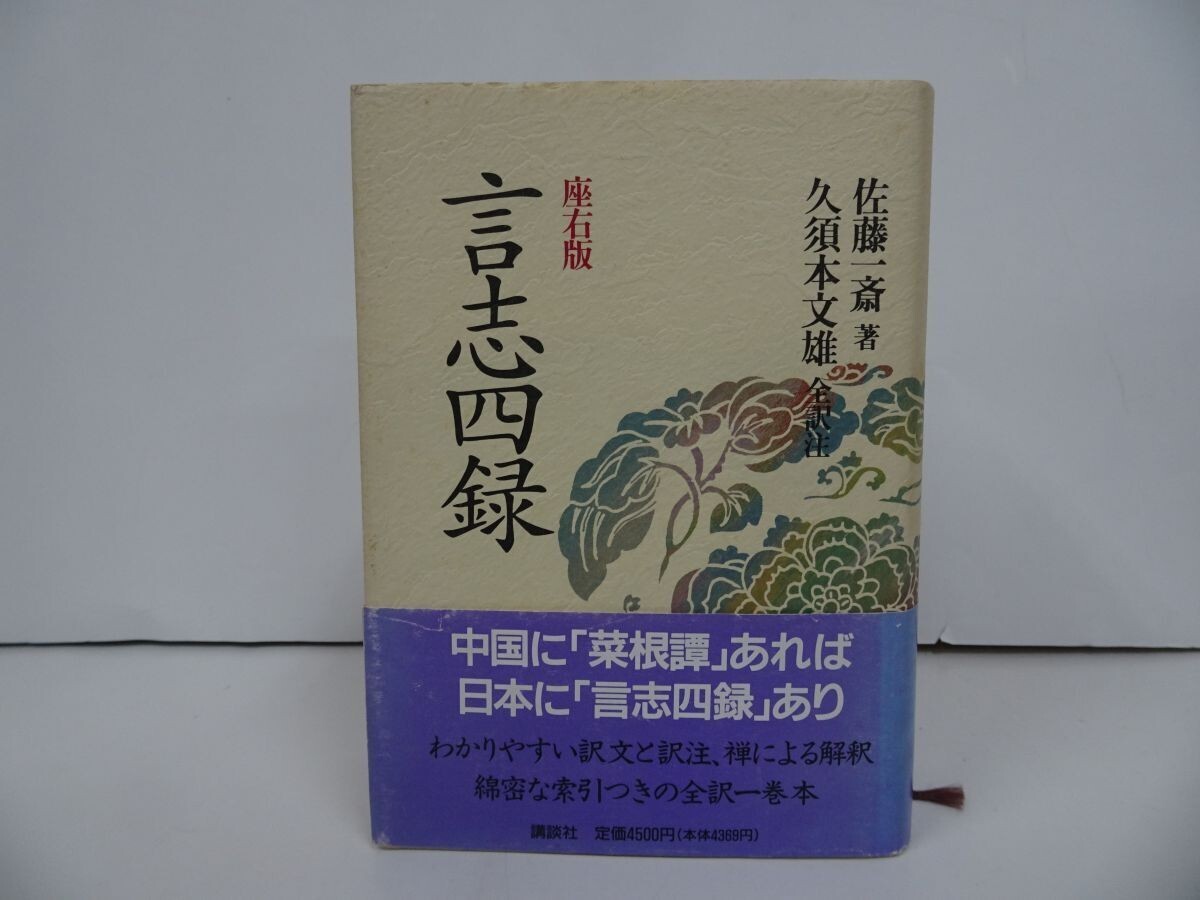 佐藤一斎 著
久須本文雄 全訳注
座右版
言志四録
中国に「菜根譚」あれば
日本に「言志四録」あり
わかりやすい訳文と訳注、禅による解釈
綿密な索引つきの全訳一巻本
講談社 定価4500円(本体4369円)